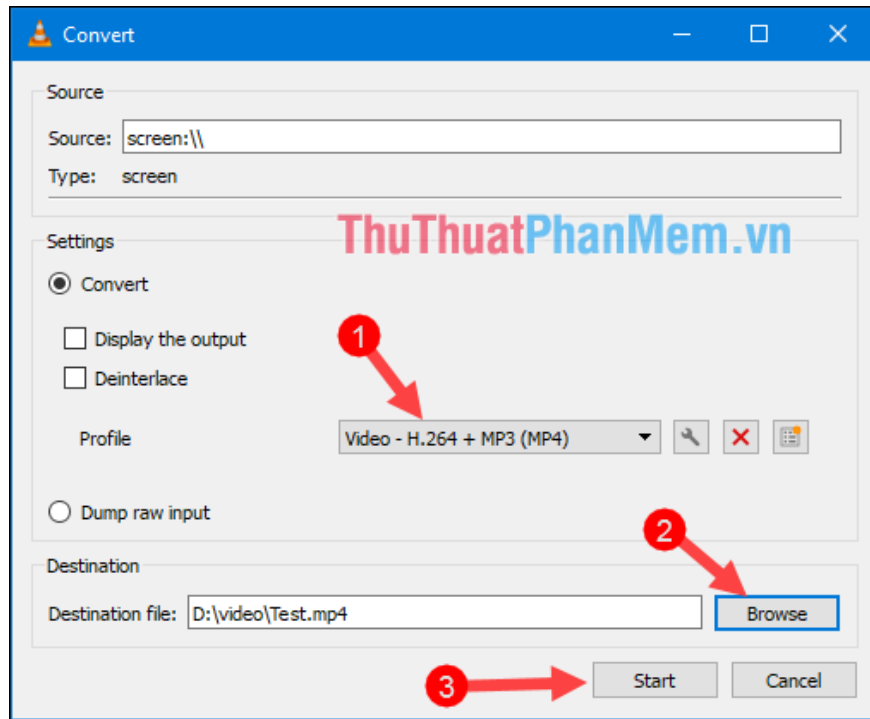 Convert
Source
Source: screen:\\
Type: screen
ThuThuatPhanMem.vn
Settings
Convert
1
Display the output
Deinterlace
Profile Video - H.264 + MP3 (MP4)
Dump raw input
2
Destination
Destination file: D:\video\Test.mp4 Browse
3 Start Cancel